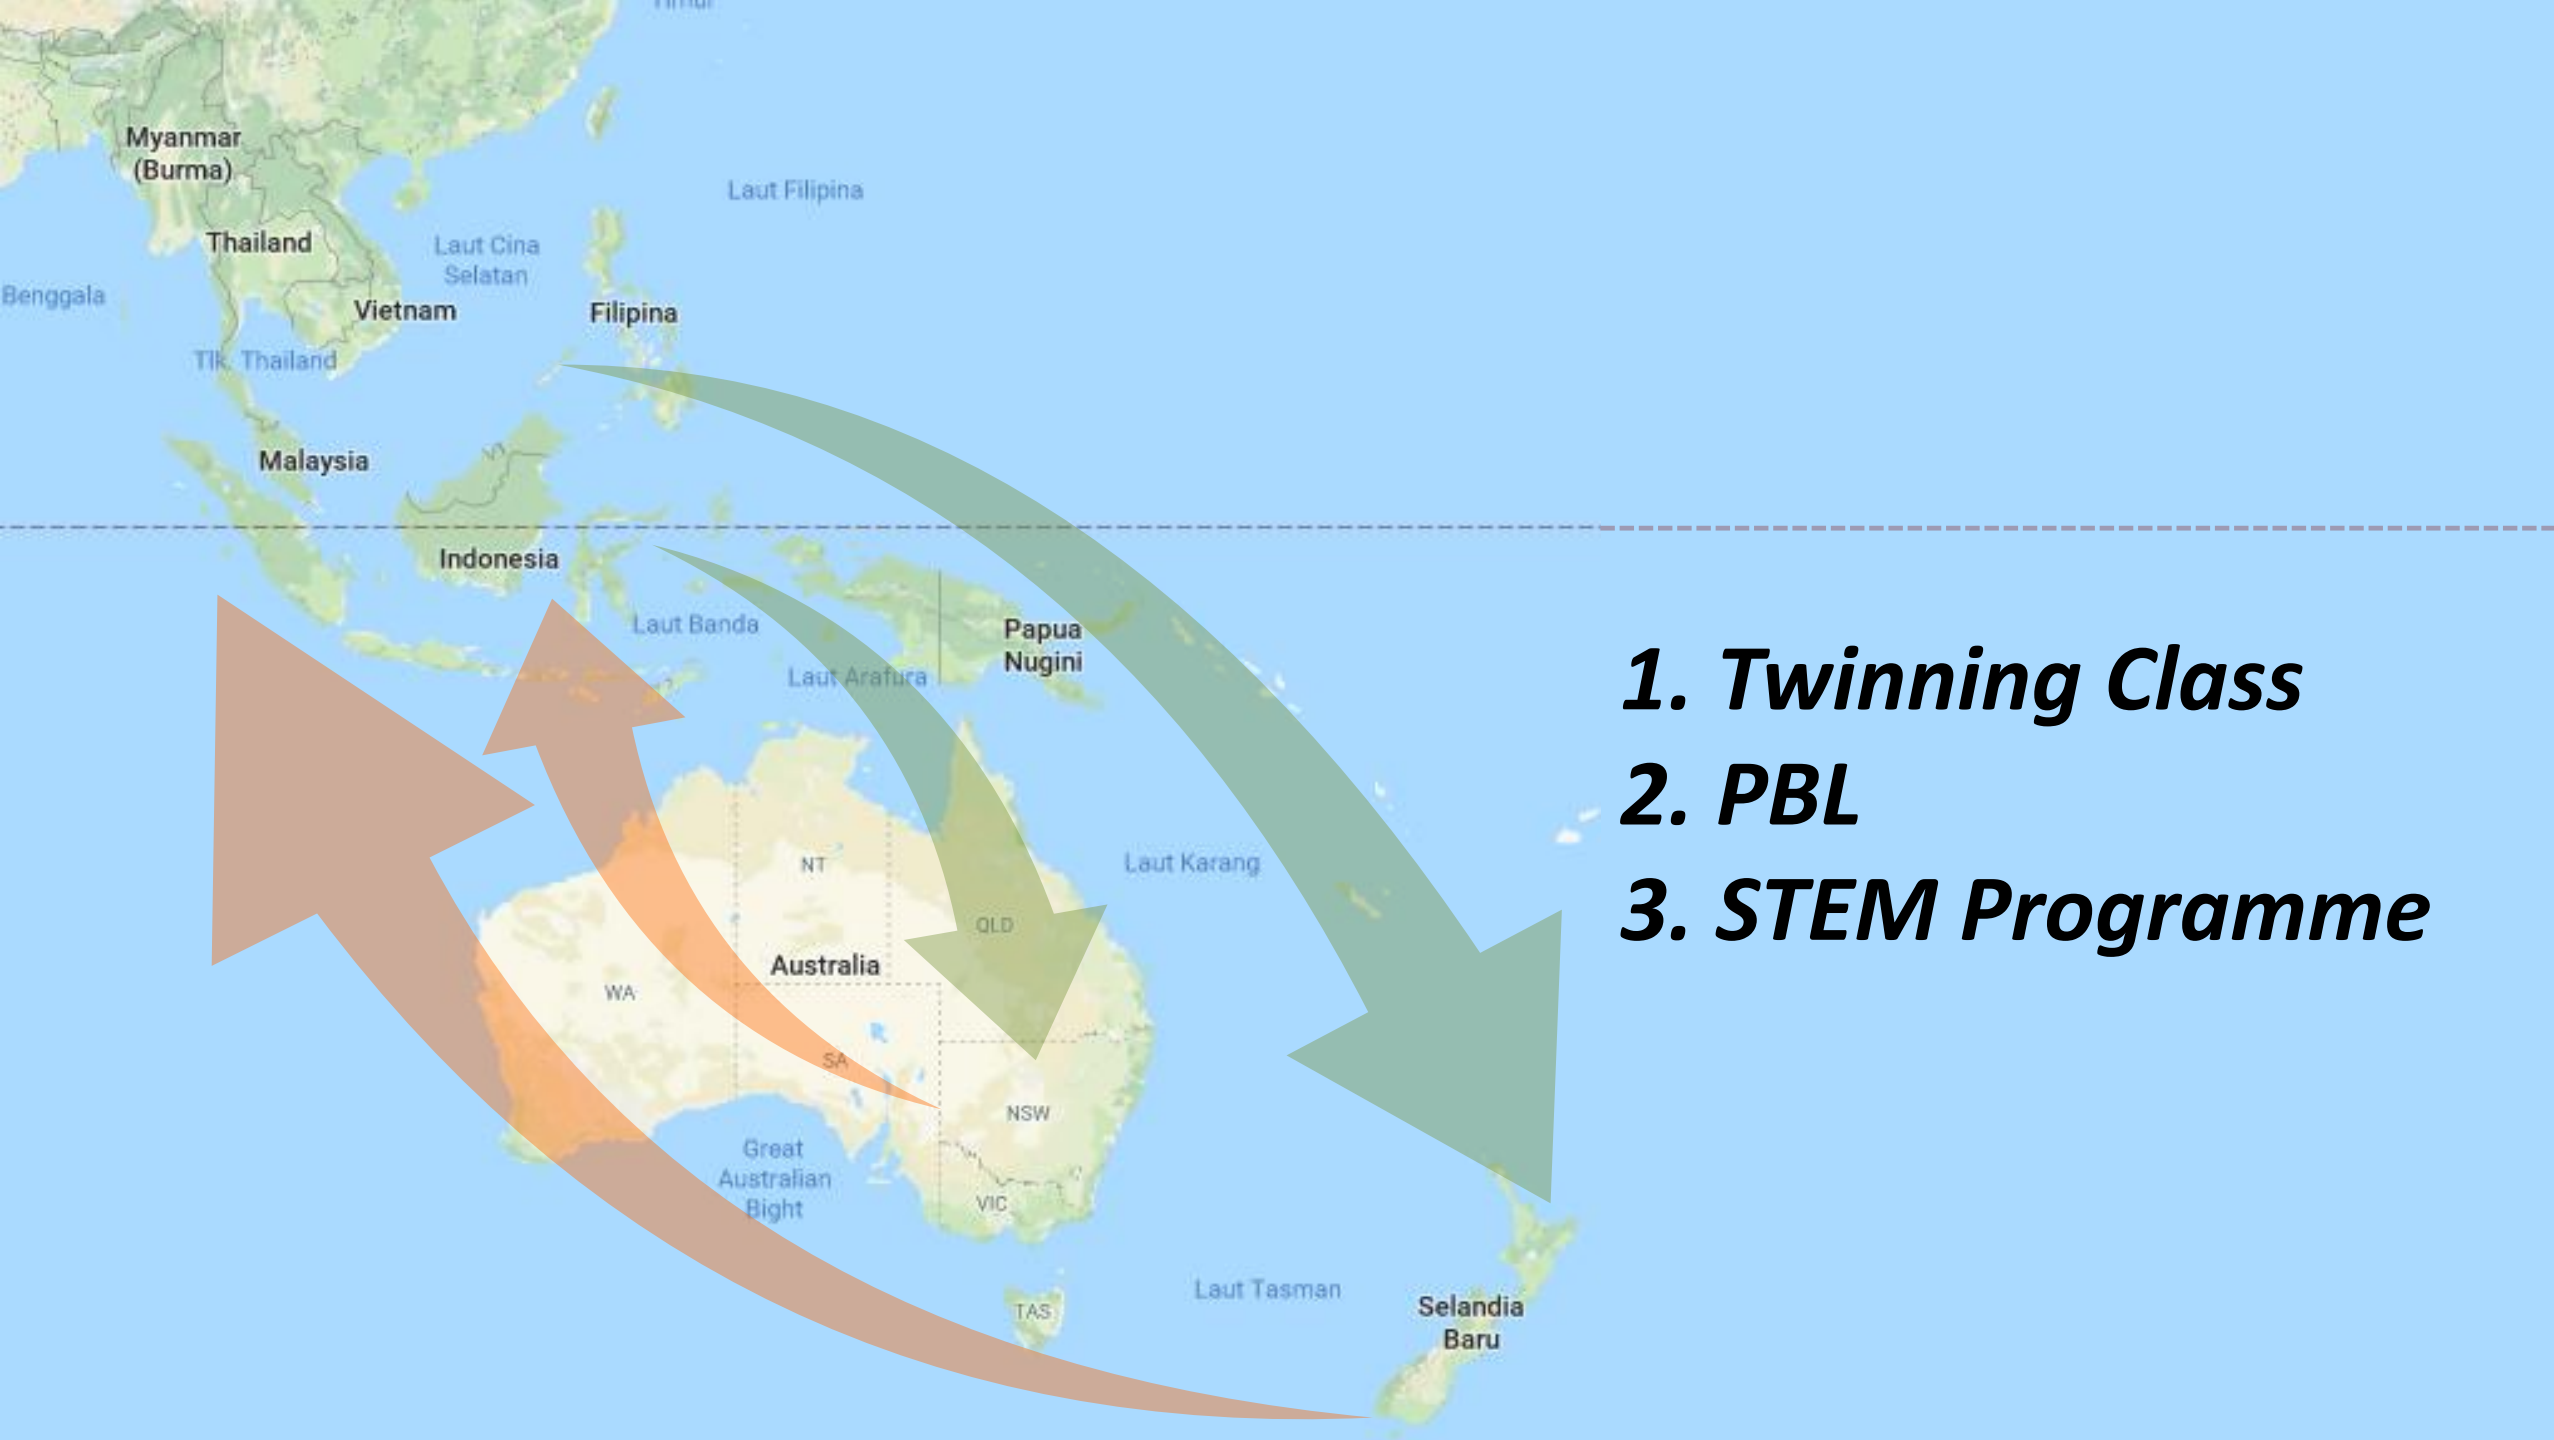 Timur
Myanmar
(Burma)
Laut Filipina
Thailand
Laut Cina
Selatan
Benggala
Vietnam
Filipina
Tlk. Thailand
Malaysia
Indonesia
Laut Banda
Papua
Nugini
Laut Arafura
1. Twinning Class
2. PBL
3. STEM Programme
NT
Laut Karang
QLD
Australia
WA
SA
NSW
Great
Australian
Bight
VIC
Laut Tasman
TAS
Selandia
Baru